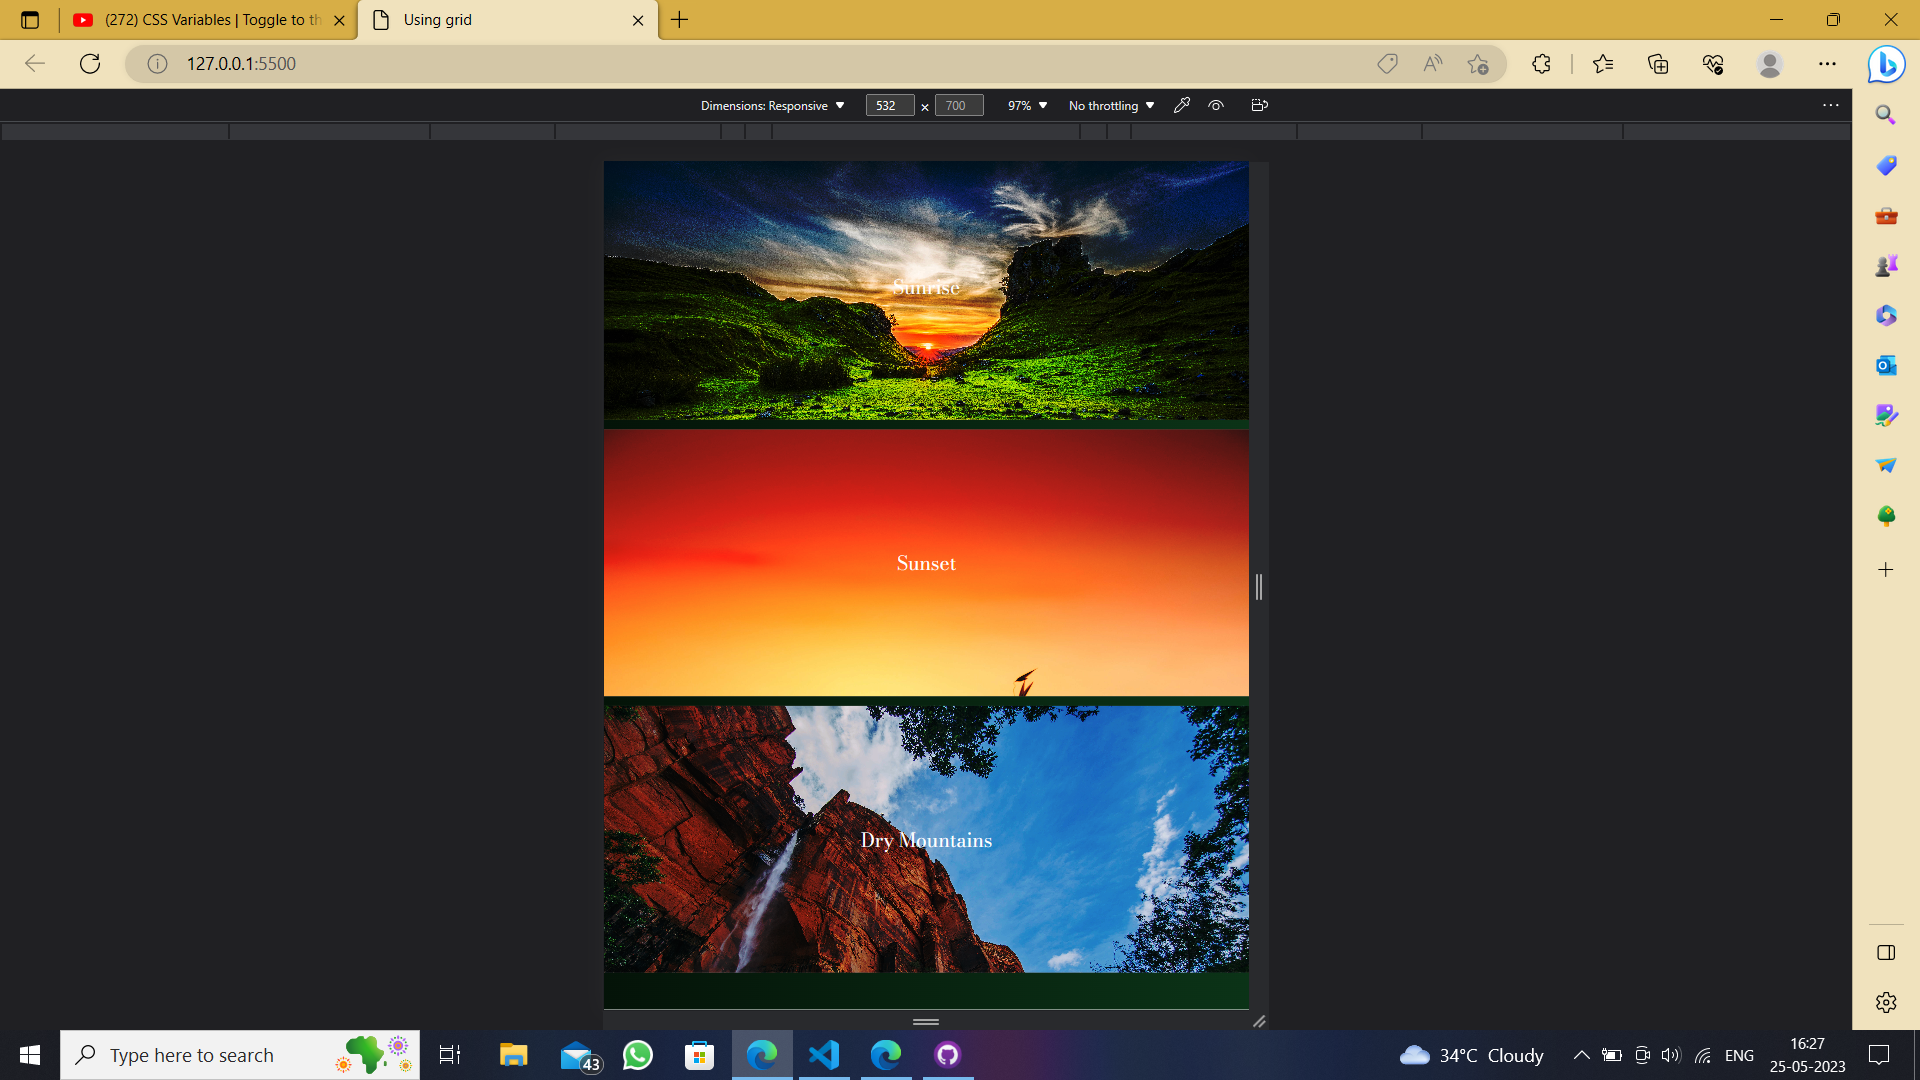 (272) CSS Variables | Toggle to th
Using grid
127.0.0.1:5500
Dimensions: Responsive
532 × 700
97%
No throttling
Sunrise
Sunset
Dry Mountains
Type here to search
43
34°C Cloudy
ENG
16:27
25-05-2023